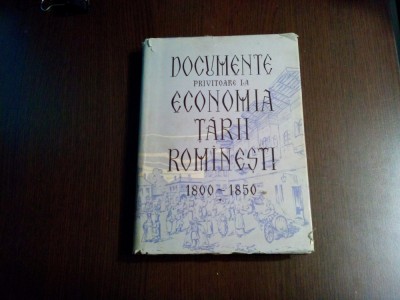 DOCUMENTE
PRIVITOARE LA
ECONOMIA
ȚĂRII
ROMÎNEȘTI
1800-1850